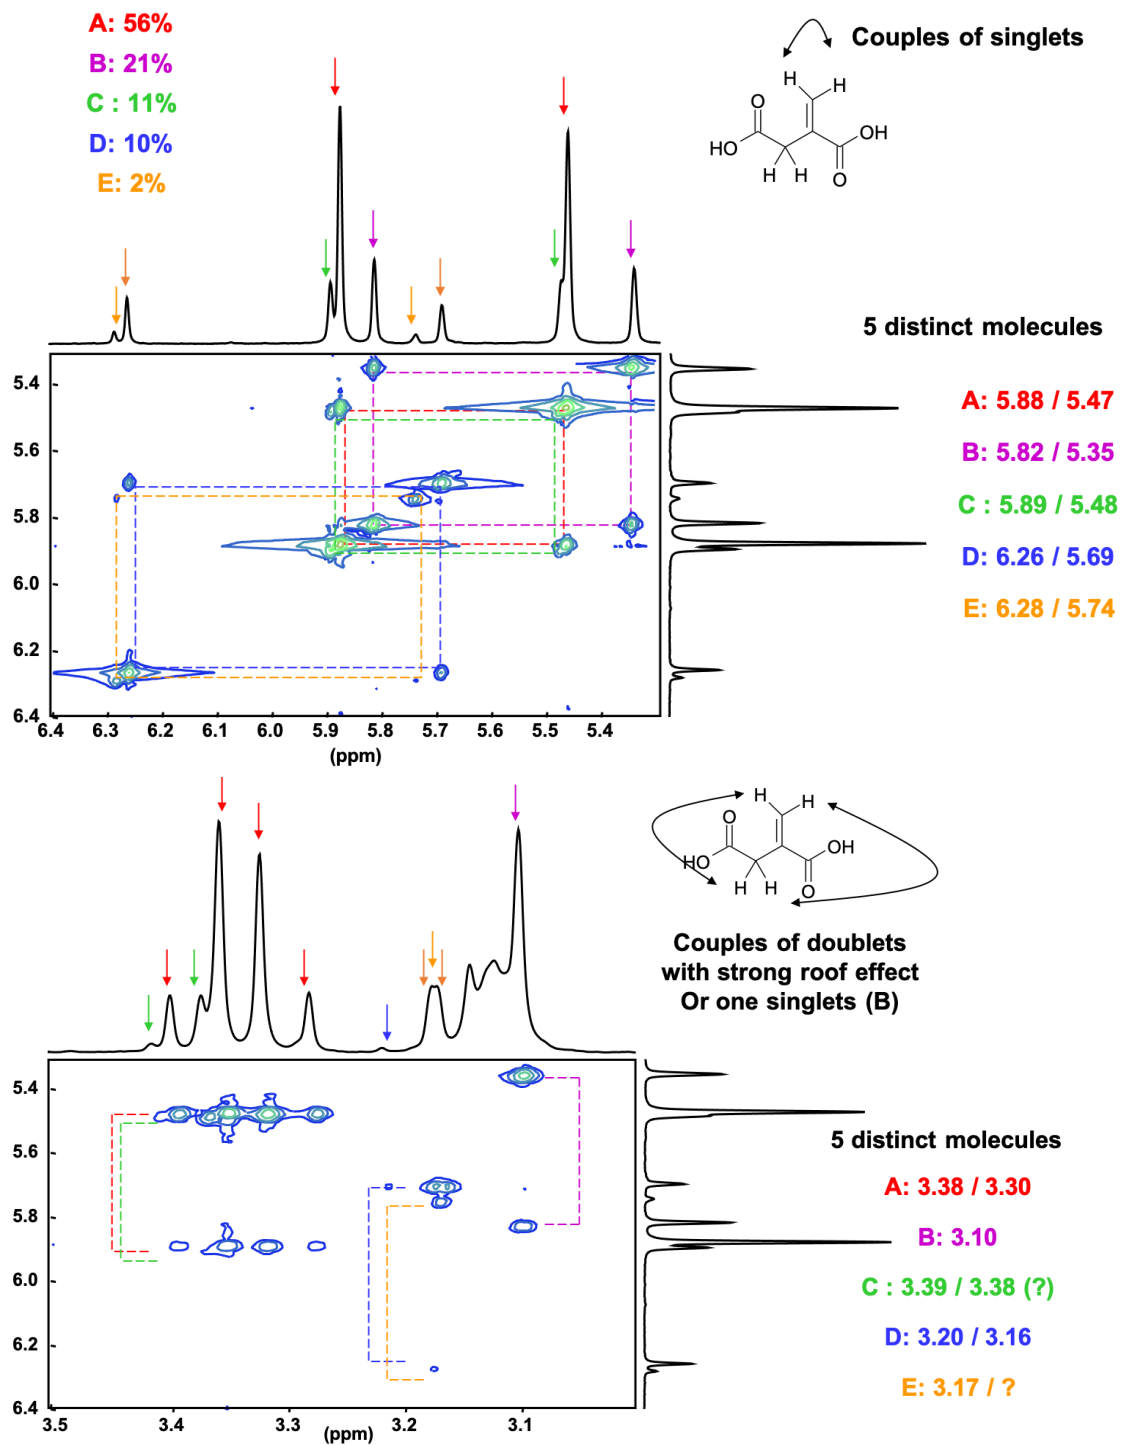 A: 56%
B: 21%
C : 11%
D: 10%
E: 2%
Couples of singlets
H
H
O
OH
HO
H H
O
5 distinct molecules
A: 5.88 / 5.47
B: 5.82 / 5.35
C : 5.89 / 5.48
D: 6.26 / 5.69
E: 6.28 / 5.74
5.4
5.6
5.8
6.0
6.2
6.4
6.4 6.3 6.2 6.1 6.0 5.9 5.8 5.7 5.6 5.5 5.4
(ppm)
H H
O
OH
HO
H H
O
Couples of doublets
with strong roof effect
Or one singlets (B)
5 distinct molecules
A: 3.38 / 3.30
B: 3.10
C : 3.39 / 3.38 (?)
D: 3.20 / 3.16
E: 3.17 / ?
5.4
5.6
5.8
6.0
6.2
6.4
3.5 3.4 3.3 3.2 3.1
(ppm)